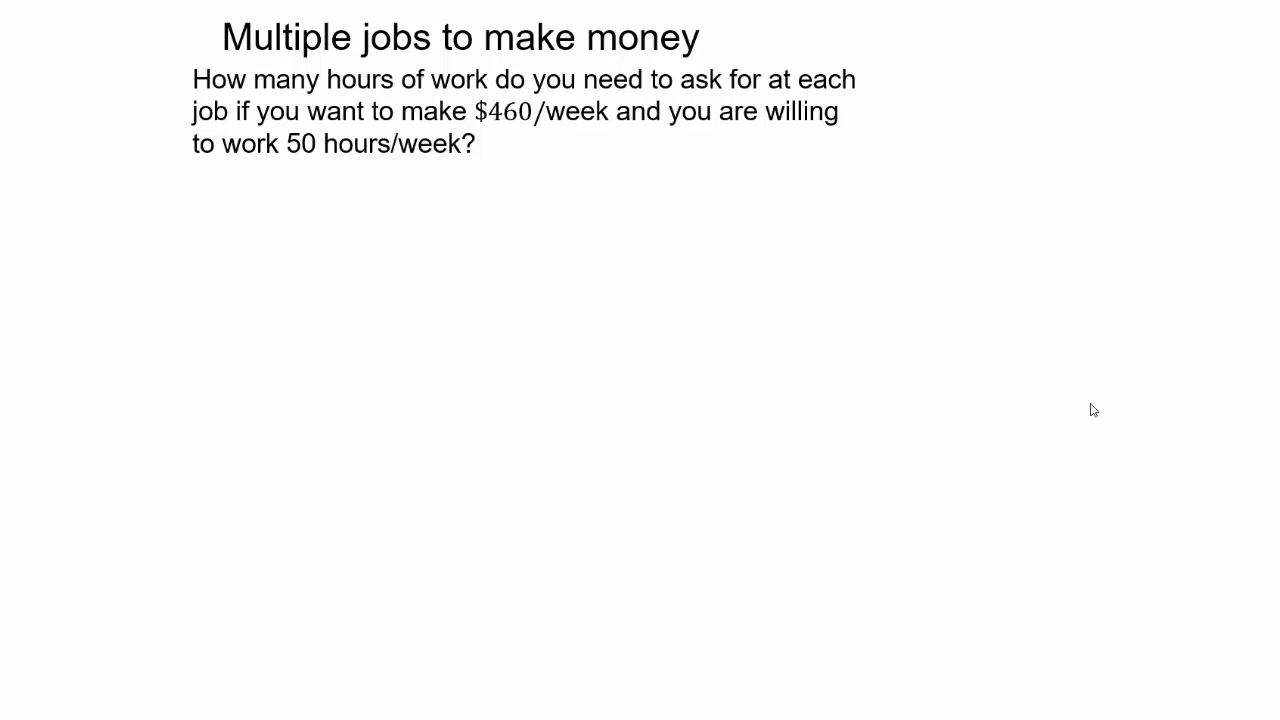 Multiple jobs to make money
How many hours of work do you need to ask for at each
job if you want to make $460/week and you are willing
to work 50 hours/week?